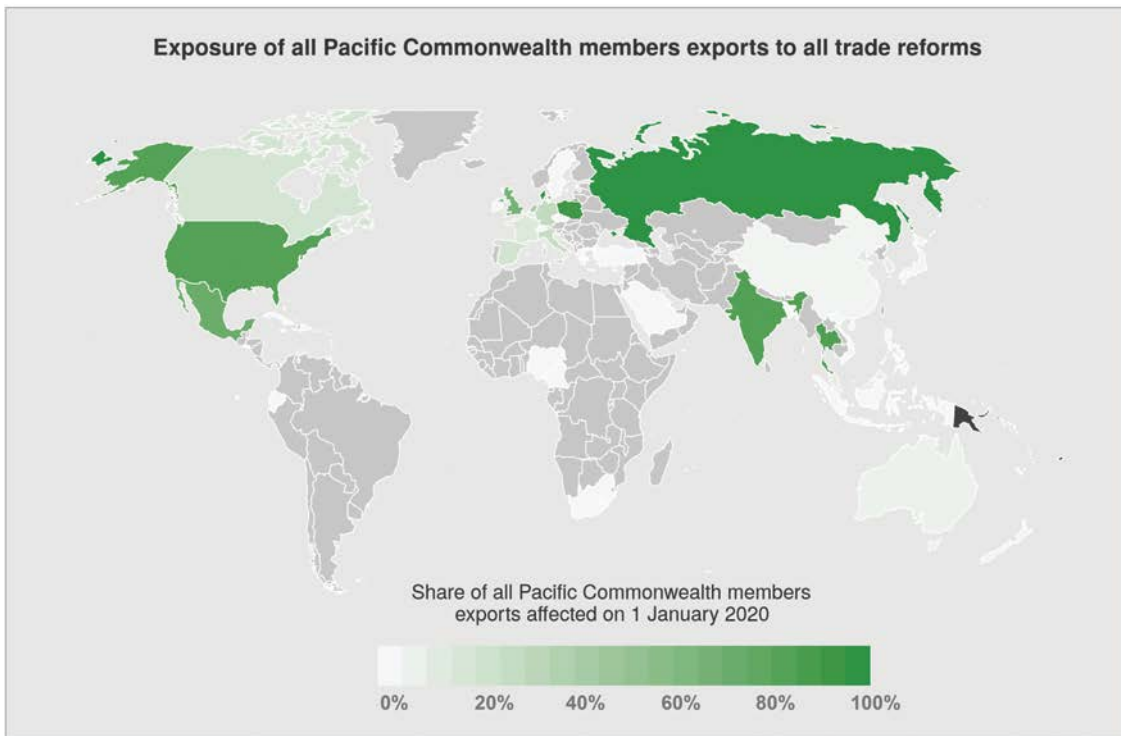 Exposure of all Pacific Commonwealth members exports to all trade reforms
Share of all Pacific Commonwealth members
exports affected on 1 January 2020
0% 20% 40% 60% 80% 100%